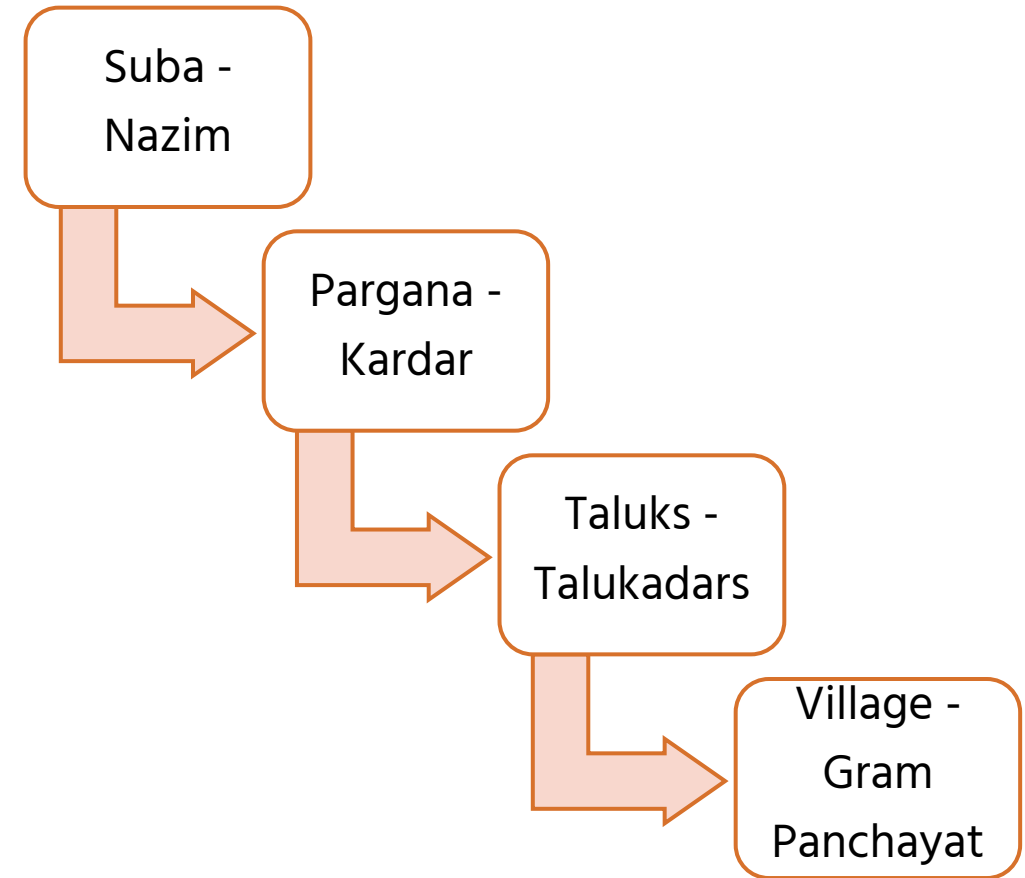 Suba -
Nazim
Pargana -
Kardar
Taluks -
Talukadars
Village -
Gram
Panchayat